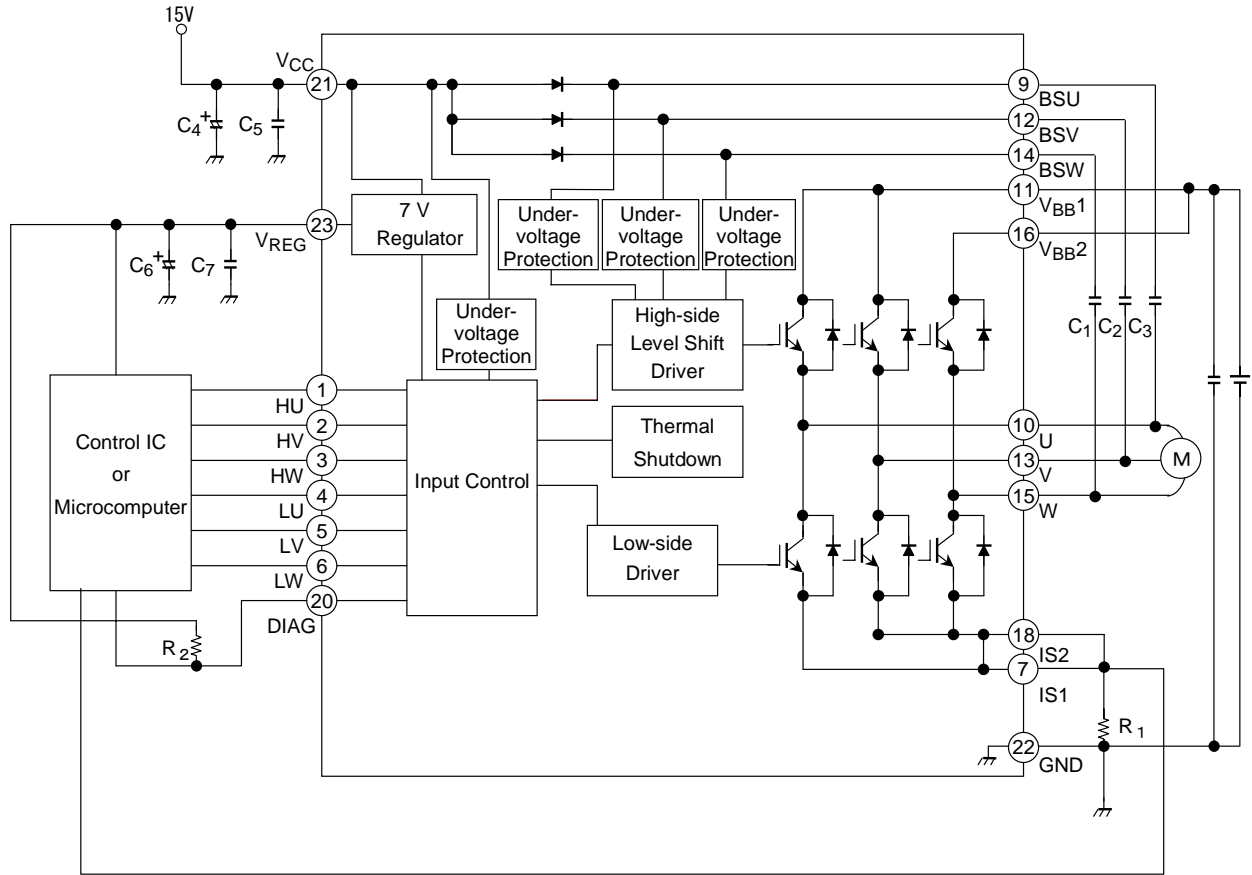 15V
VCC
21
9
BSU
C4
+
C5
12
BSV
14
BSW
11
VBB1
23
VREG
7 V
Regulator
Under-
voltage
Protection
Under-
voltage
Protection
Under-
voltage
Protection
16
VBB2
C6
+
C7
Under-
voltage
Protection
High-side
Level Shift
Driver
C1
C2
C3
Control IC
or
Microcomputer
1
HU
2
HV
3
HW
4
LU
5
LV
6
LW
20
DIAG
Input Control
Thermal
Shutdown
Low-side
Driver
10
U
13
V
15
W
M
R2
18
IS2
7
IS1
R1
22
GND